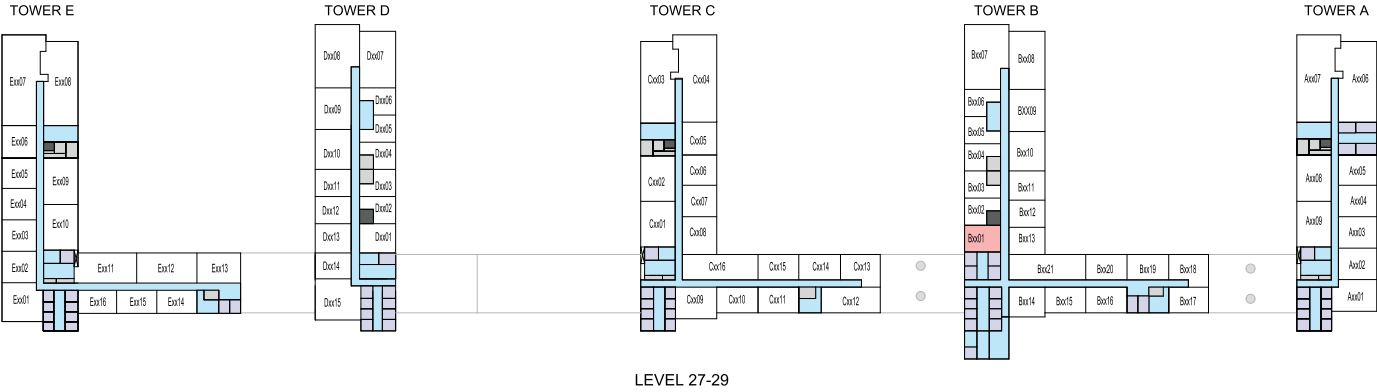 TOWER E
TOWER D
TOWER C
TOWER B
TOWER A
Exx07
Exx08
Exx06
Exx05
Exx09
Exx04
Exx10
Exx03
Exx02
Exx01
Exx11
Exx12
Exx13
Exx16
Exx15
Exx14
Dxx08
Dxx07
Dxx09
Dxx06
Dxx05
Dxx10
Dxx04
Dxx11
Dxx03
Dxx12
Dxx02
Dxx13
Dxx01
Dxx14
Dxx15
Cxx03
Cxx04
Cxx05
Cxx02
Cxx06
Cxx07
Cxx01
Cxx08
Cxx16
Cxx15
Cxx14
Cxx13
Cxx09
Cxx10
Cxx11
Cxx12
Bxx07
Bxx08
Bxx06
BXX09
Bxx05
Bxx04
Bxx10
Bxx03
Bxx11
Bxx02
Bxx12
Bxx01
Bxx13
Bxx21
Bxx20
Bxx19
Bxx18
Bxx14
Bxx15
Bxx16
Bxx17
Axx07
Axx06
Axx08
Axx05
Axx04
Axx09
Axx03
Axx02
Axx01
LEVEL 27-29